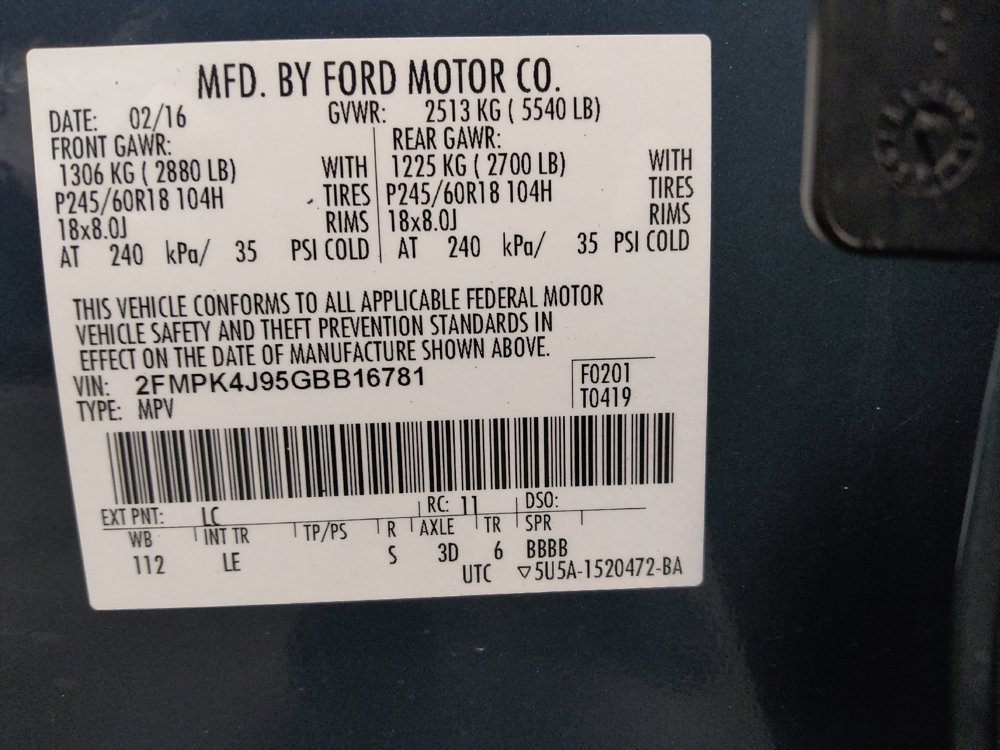 MFD. BY FORD MOTOR CO.
DATE: 02/16 GVWR: 2513 KG ( 5540 LB)
FRONT GAWR: REAR GAWR:
1306 KG ( 2880 LB) WITH 1225 KG ( 2700 LB) WITH
P245/60R18 104H TIRES P245/60R18 104H TIRES
18x8.0J RIMS 18x8.0J RIMS
AT 240 kPa/ 35 PSI COLD AT 240 kPa/ 35 PSI COLD
THIS VEHICLE CONFORMS TO ALL APPLICABLE FEDERAL MOTOR
VEHICLE SAFETY AND THEFT PREVENTION STANDARDS IN
EFFECT ON THE DATE OF MANUFACTURE SHOWN ABOVE.
VIN: 2FMPK4J95GBB16781 F0201
TYPE: MPV T0419
EXT PNT: LC RC: 11 DSO:
WB INT TR TP/PS R AXLE TR SPR
112 LE S 3D 6 BBBB
UTC ▽5U5A-1520472-BA